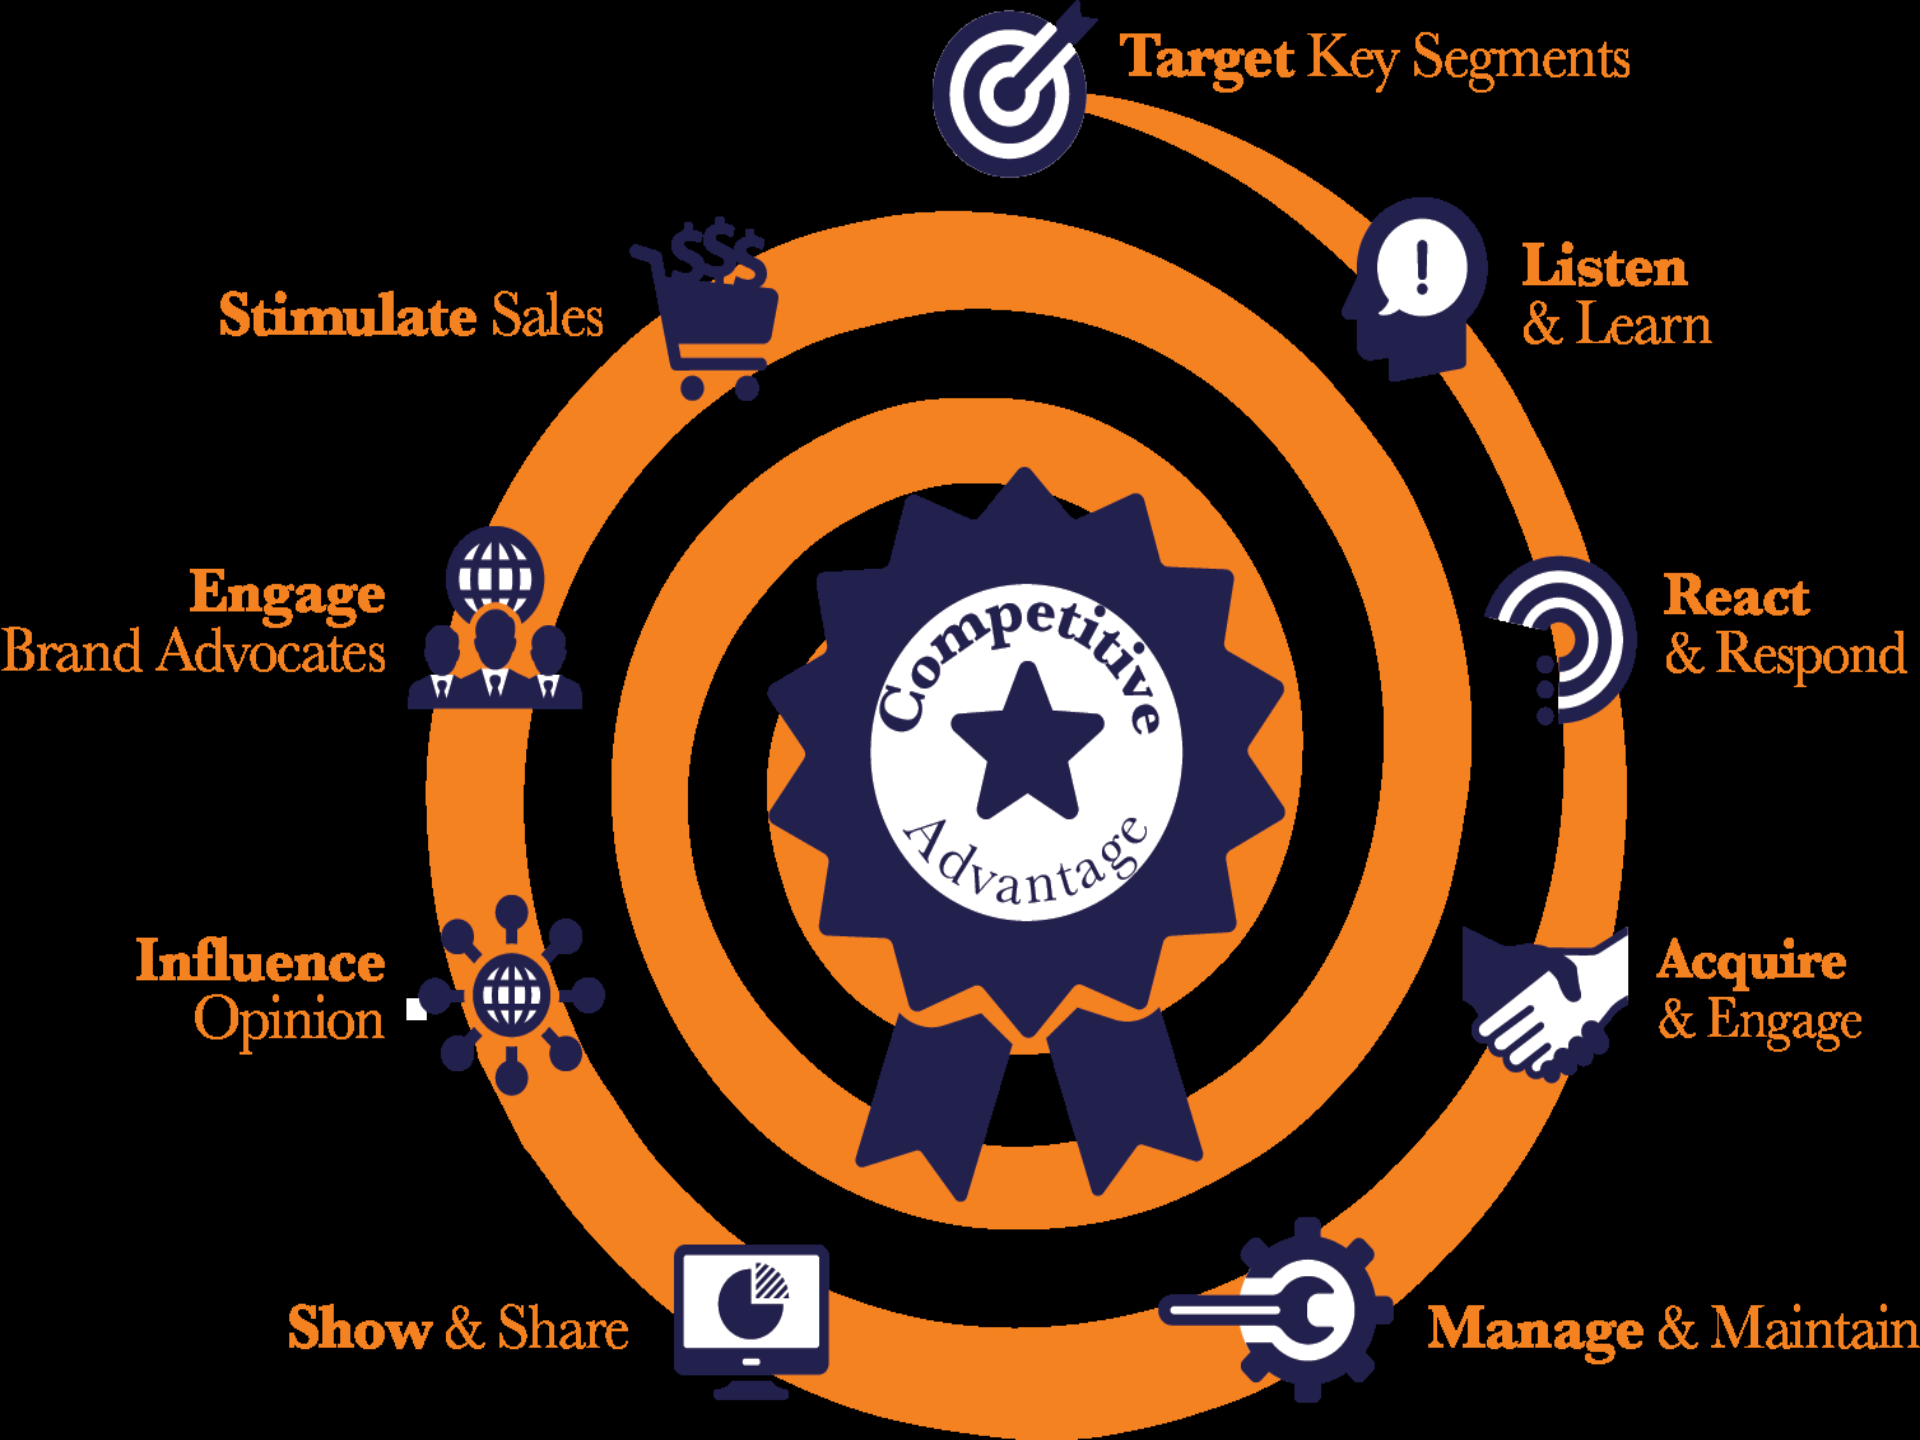 Target Key Segments
Listen
& Learn
React
& Respond
Acquire
& Engage
Manage & Maintain
Show & Share
Influence
Opinion
Engage
Brand Advocates
Stimulate Sales
$$$
!
Competitive
Advantage